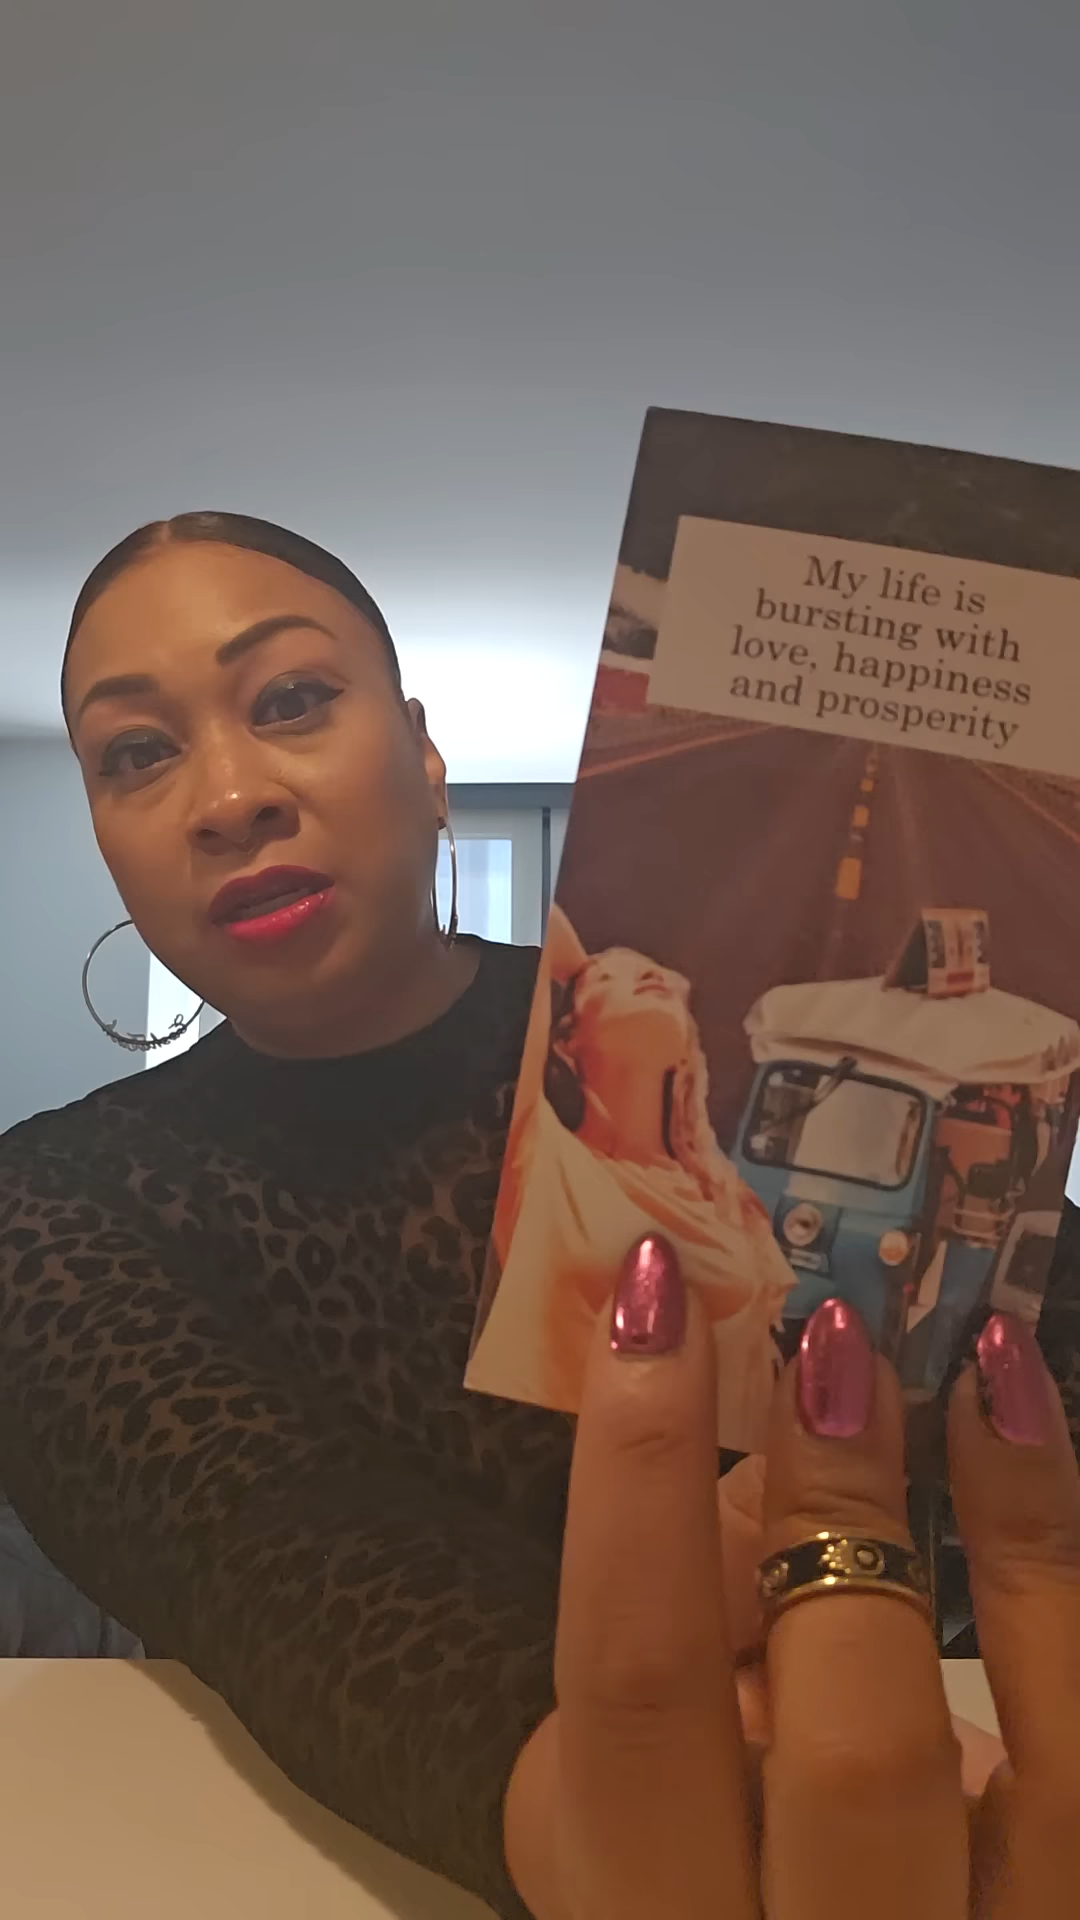 My life is
bursting with
love, happiness
and prosperity